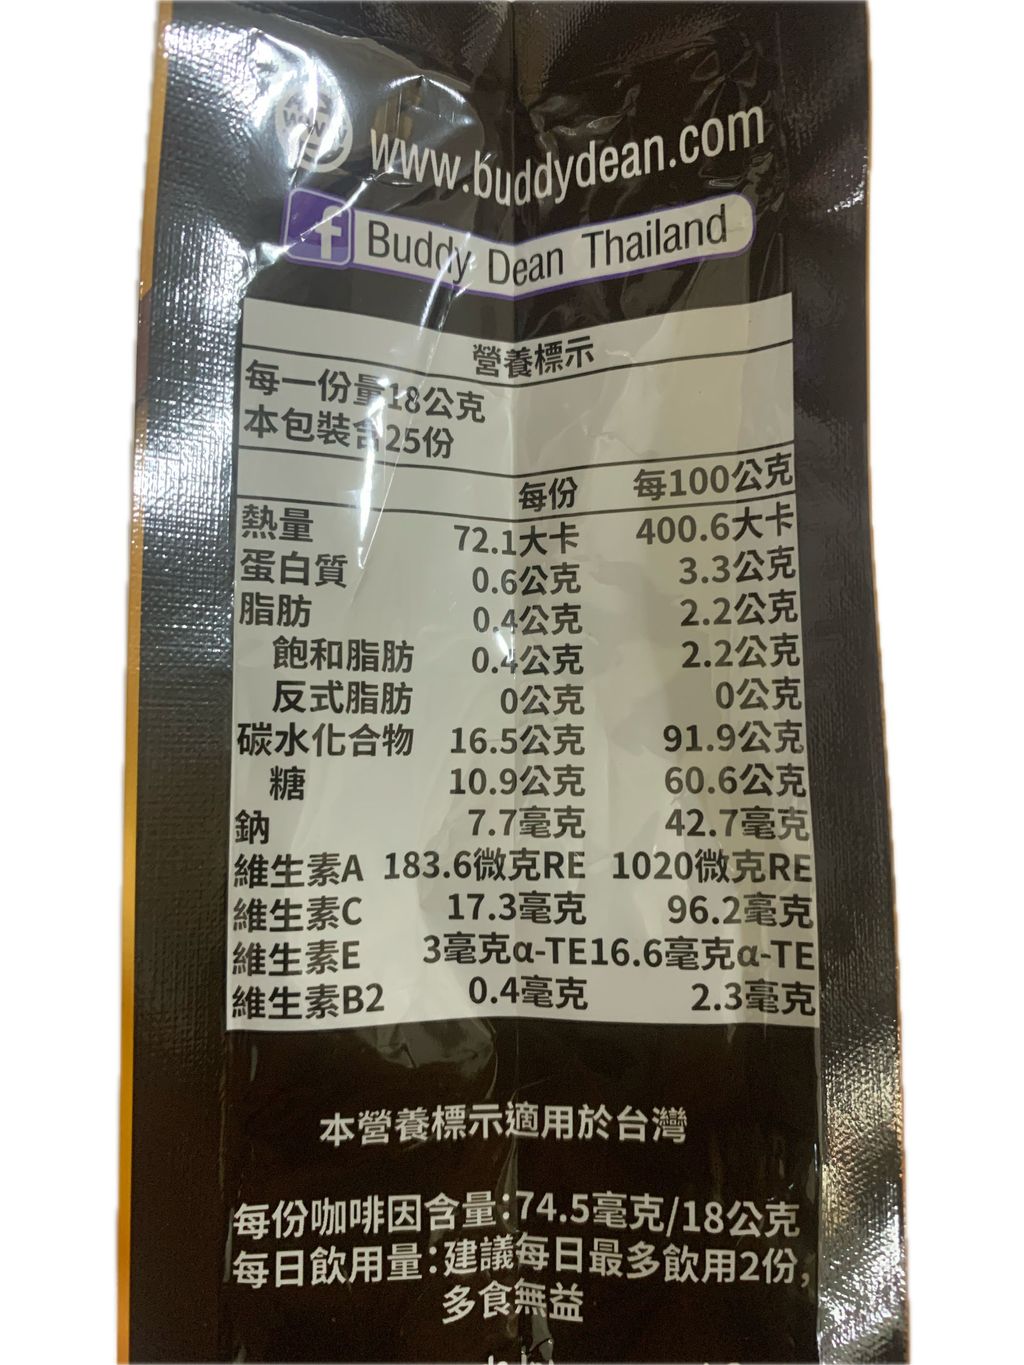 www.buddydean.com
f Buddy Dean Thailand
營養標示
每一份量18公克
本包裝含25份
每份 每100公克
熱量 72.1大卡 400.6大卡
蛋白質 0.6公克 3.3公克
脂肪 0.4公克 2.2公克
飽和脂肪 0.4公克 2.2公克
反式脂肪 0公克 0公克
碳水化合物 16.5公克 91.9公克
糖 10.9公克 60.6公克
鈉 7.7毫克 42.7毫克
維生素A 183.6微克RE 1020微克RE
維生素C 17.3毫克 96.2毫克
維生素E 3毫克α-TE 16.6毫克α-TE
維生素B2 0.4毫克 2.3毫克
本營養標示適用於台灣
每份咖啡因含量:74.5毫克/18公克
每日飲用量:建議每日最多飲用2份,
多食無益